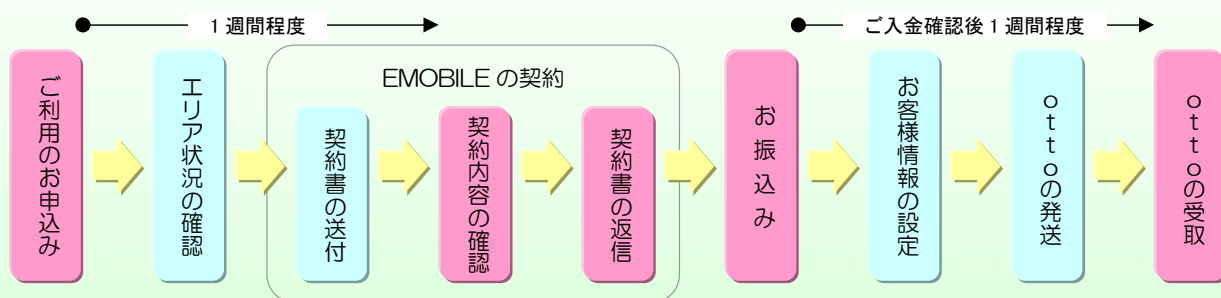 1週間程度
ご入金確認後1週間程度
EMOBILEの契約
ご利用のお申込み
エリア状況の確認
契約書の送付
契約内容の確認
契約書の返信
お振込み
お客様情報の設定
ottoの発送
ottoの受取